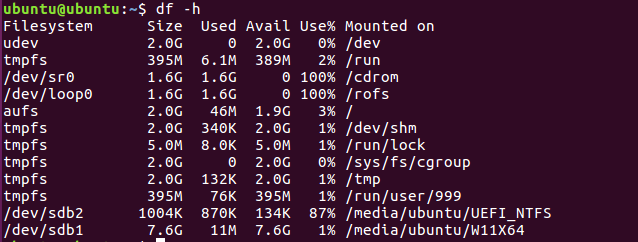 ubuntu@ubuntu:~$ df -h
Filesystem      Size  Used Avail Use% Mounted on
udev            2.0G     0  2.0G   0% /dev
tmpfs           395M  6.1M  389M   2% /run
/dev/sr0        1.6G  1.6G     0 100% /cdrom
/dev/loop0      1.6G  1.6G     0 100% /rofs
aufs            2.0G   46M  1.9G   3% /
tmpfs           2.0G  340K  2.0G   1% /dev/shm
tmpfs           5.0M  8.0K  5.0M   1% /run/lock
tmpfs           2.0G     0  2.0G   0% /sys/fs/cgroup
tmpfs           2.0G  132K  2.0G   1% /tmp
tmpfs           395M   76K  395M   1% /run/user/999
/dev/sdb2      1004K  870K  134K  87% /media/ubuntu/UEFI_NTFS
/dev/sdb1       7.6G   11M  7.6G   1% /media/ubuntu/W11X64